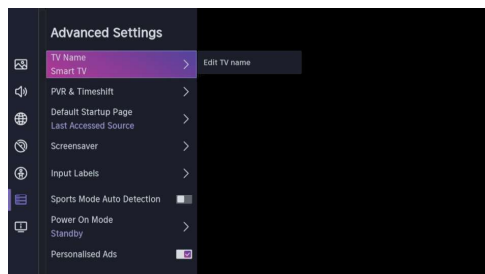 Advanced Settings
TV Name
Smart TV
Edit TV name
PVR & Timeshift
Default Startup Page
Last Accessed Source
Screensaver
Input Labels
Sports Mode Auto Detection
Power On Mode
Standby
Personalised Ads